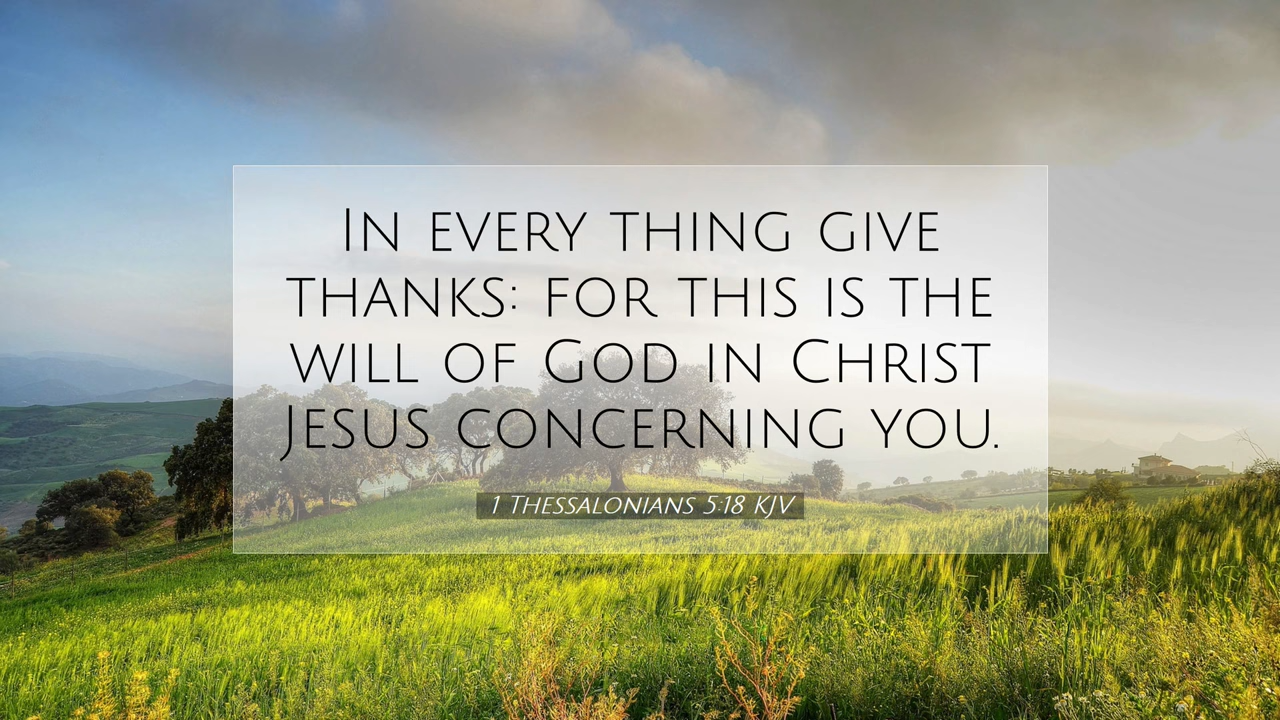 In every thing give
thanks: for this is the
will of God in Christ
Jesus concerning you.
1 Thessalonians 5:18 KJV